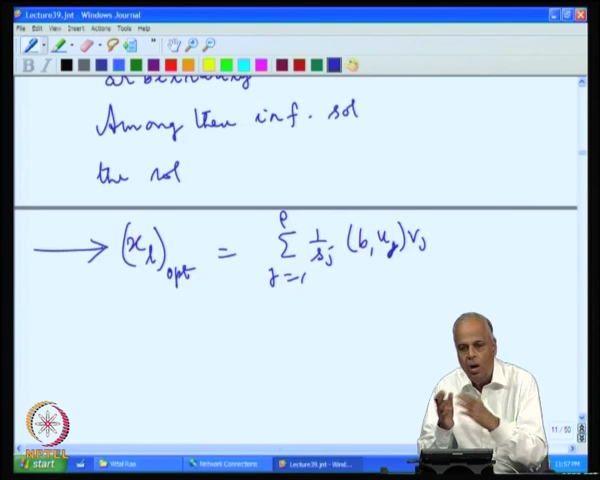 Lecture39.jnt - Windows Journal
File Edit View Insert Actions Tools Help
B I
arbitrary
Among then inf. sol
the sol
(x_l)_opt = Σ_{j=1}^{ρ} 1/s_j (b, u_j) v_j
11 / 50
NPTEL
start
Vittal Rao
Network Connections
Lecture39.jnt - Wind...
11:57 PM